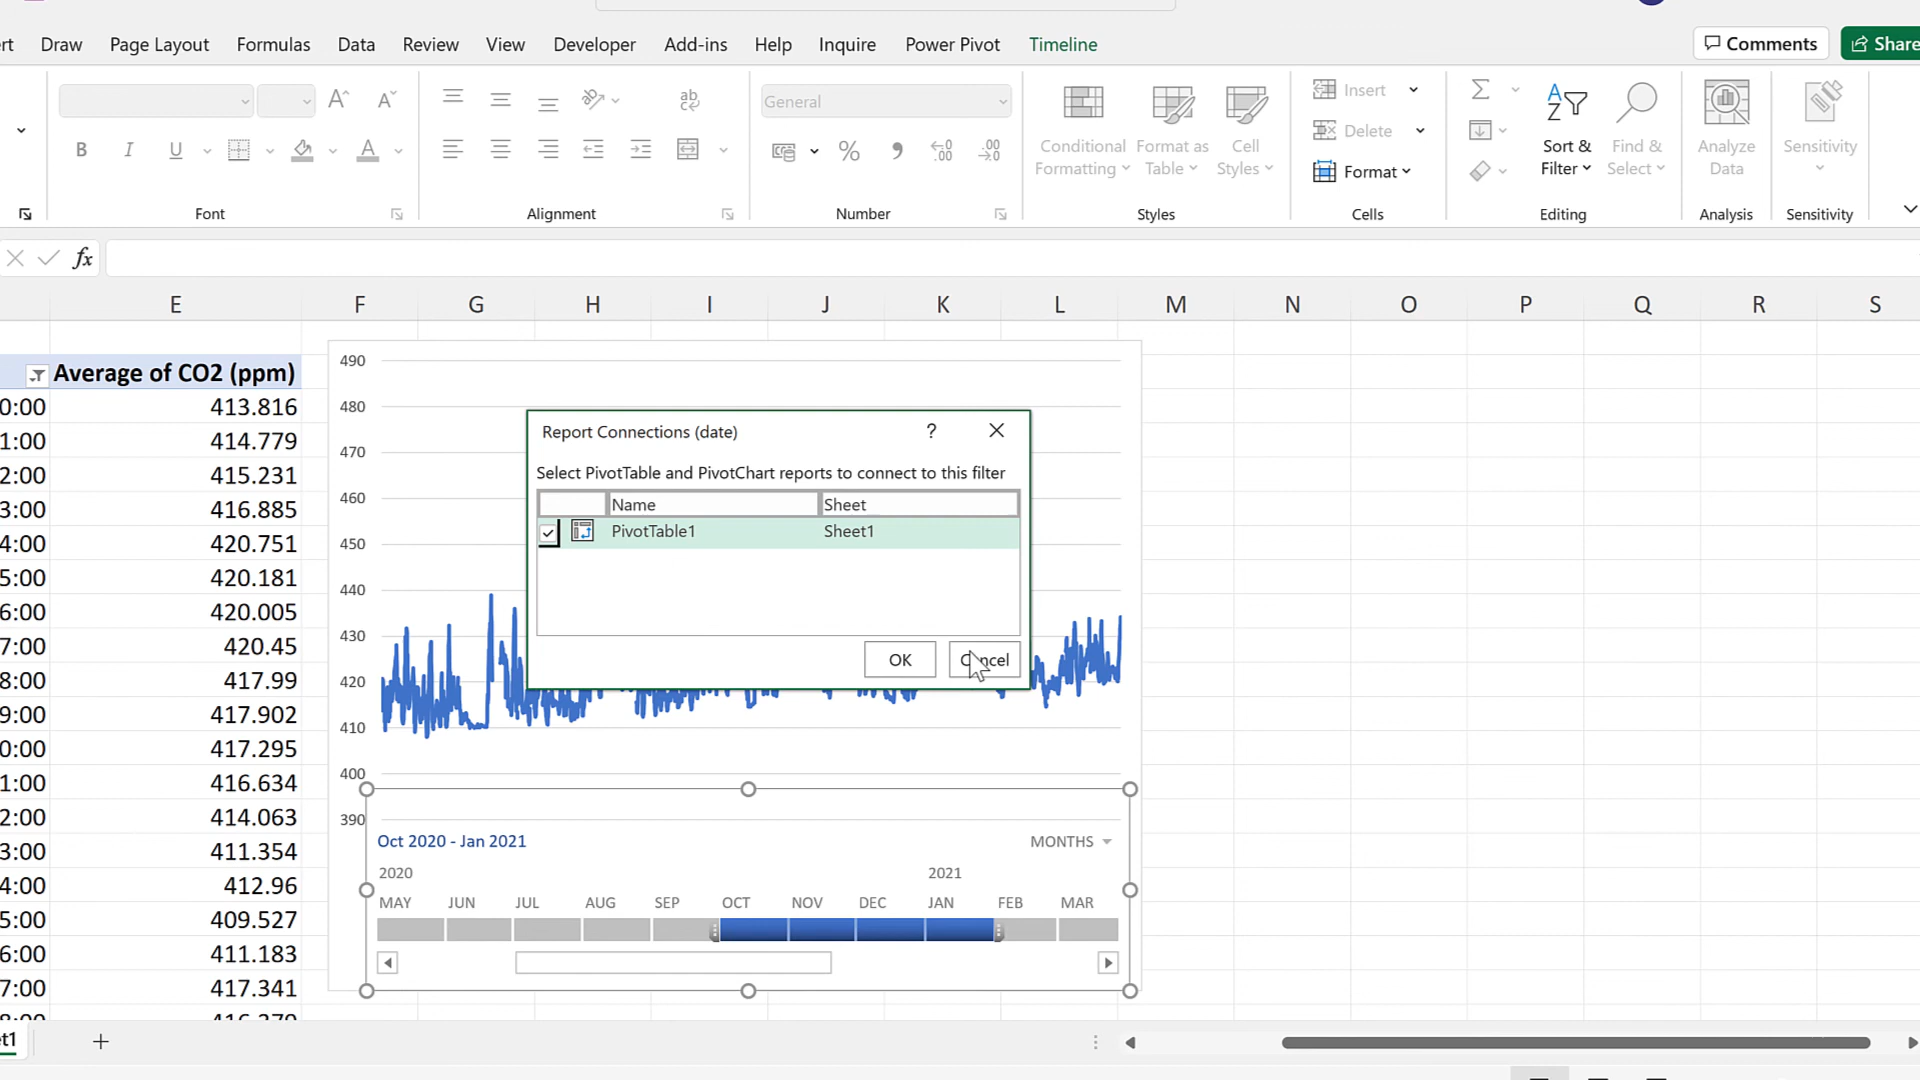 rt Draw Page Layout Formulas Data Review View Developer Add-ins Help Inquire Power Pivot Timeline Comments Share
General
Insert
Delete
Format
Conditional Formatting
Format as Table
Cell Styles
Sort & Filter
Find & Select
Analyze Data
Sensitivity
B I U A % 9
Font Alignment Number Styles Cells Editing Analysis Sensitivity
fx
E F G H I J K L M N O P Q R S
Average of CO2 (ppm)
0:00 413.816
1:00 414.779
2:00 415.231
3:00 416.885
4:00 420.751
5:00 420.181
6:00 420.005
7:00 420.45
8:00 417.99
9:00 417.902
0:00 417.295
1:00 416.634
2:00 414.063
3:00 411.354
4:00 412.96
5:00 409.527
6:00 411.183
7:00 417.341
490
480
470
460
450
440
430
420
410
400
390
Report Connections (date) ?
Select PivotTable and PivotChart reports to connect to this filter
Name Sheet
PivotTable1 Sheet1
OK Cancel
Oct 2020 - Jan 2021 MONTHS
2020 2021
MAY JUN JUL AUG SEP OCT NOV DEC JAN FEB MAR
et1